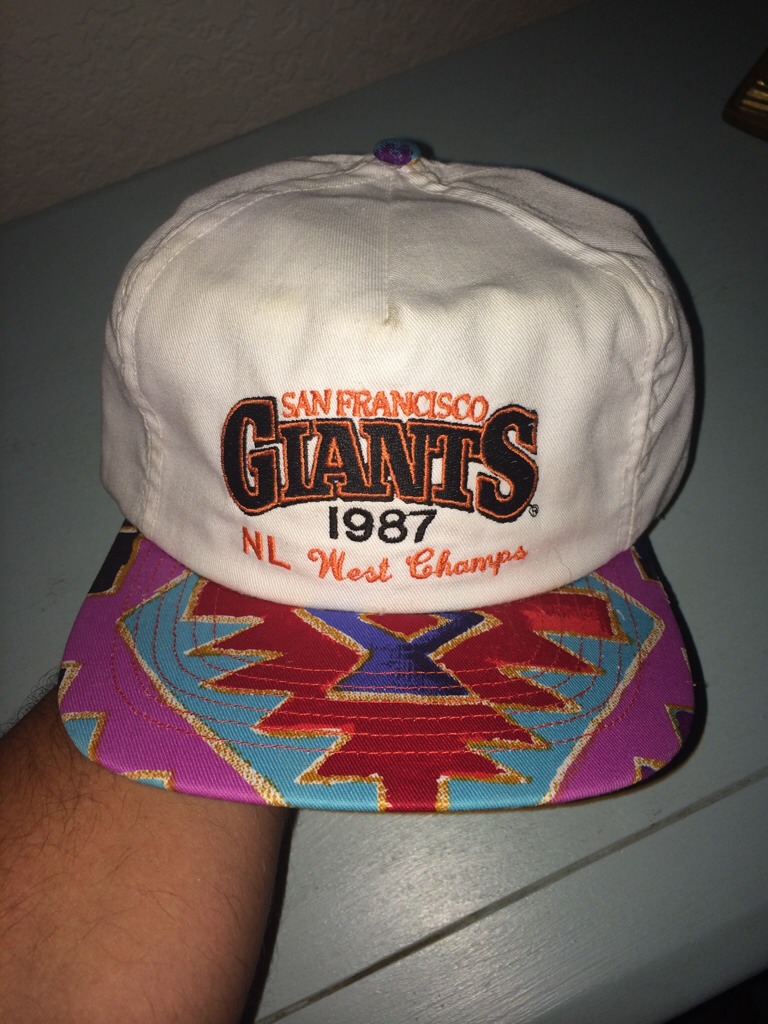 SAN FRANCISCO
GIANTS®
1987
NL West Champs